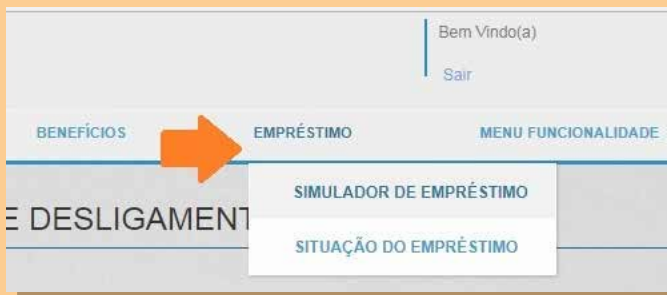 Bem Vindo(a)
Sair
BENEFÍCIOS EMPRÉSTIMO MENU FUNCIONALIDADE
SIMULADOR DE EMPRÉSTIMO
E DESLIGAMENT
SITUAÇÃO DO EMPRÉSTIMO